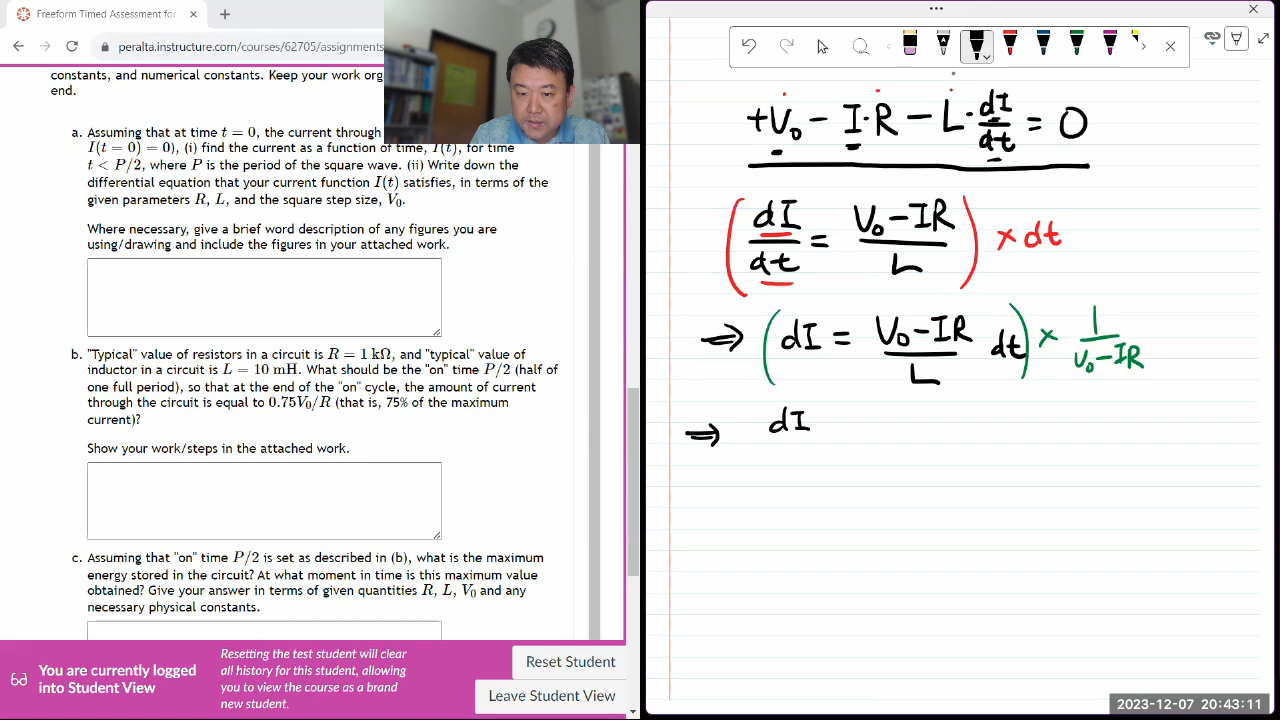 Freeform Timed Assessment for
peralta.instructure.com/courses/62705/assignments
constants, and numerical constants. Keep your work org
end.
a. Assuming that at time t = 0, the current through
I(t = 0) = 0), (i) find the current as a function of time, I(t), for time
t < P/2, where P is the period of the square wave. (ii) Write down the
differential equation that your current function I(t) satisfies, in terms of the
given parameters R, L, and the square step size, V₀.
Where necessary, give a brief word description of any figures you are
using/drawing and include the figures in your attached work.
b. "Typical" value of resistors in a circuit is R = 1 kΩ, and "typical" value of
inductor in a circuit is L = 10 mH. What should be the "on" time P/2 (half of
one full period), so that at the end of the "on" cycle, the amount of current
through the circuit is equal to 0.75V₀/R (that is, 75% of the maximum
current)?
Show your work/steps in the attached work.
c. Assuming that "on" time P/2 is set as described in (b), what is the maximum
energy stored in the circuit? At what moment in time is this maximum value
obtained? Give your answer in terms of given quantities R, L, V₀ and any
necessary physical constants.
You are currently logged
into Student View
Resetting the test student will clear
all history for this student, allowing
you to view the course as a brand
new student.
Reset Student
Leave Student View
+V₀ - I·R - L·dI/dt = 0
(dI/dt = (V₀-IR)/L) × dt
⇒ (dI = (V₀-IR)/L dt) × 1/(V₀-IR)
⇒ dI
2023-12-07 20:43:11